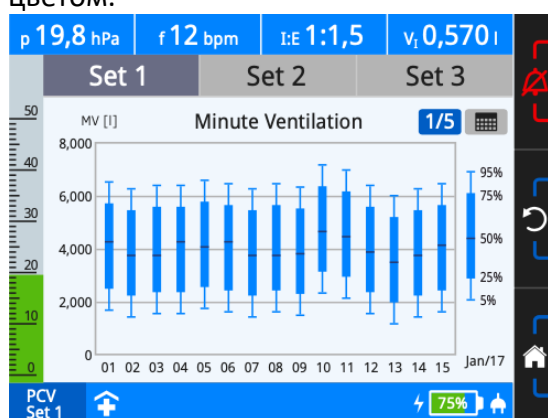 цветом.
p 19,8 hPa f 12 bpm I:E 1:1,5 VI 0,570 l
Set 1 Set 2 Set 3
MV [l] Minute Ventilation 1/5
50
40
30
20
10
0
8,000
6,000
4,000
2,000
0
95%
75%
50%
25%
5%
01 02 03 04 05 06 07 08 09 10 11 12 13 14 15 Jan/17
PCV
Set 1
75%